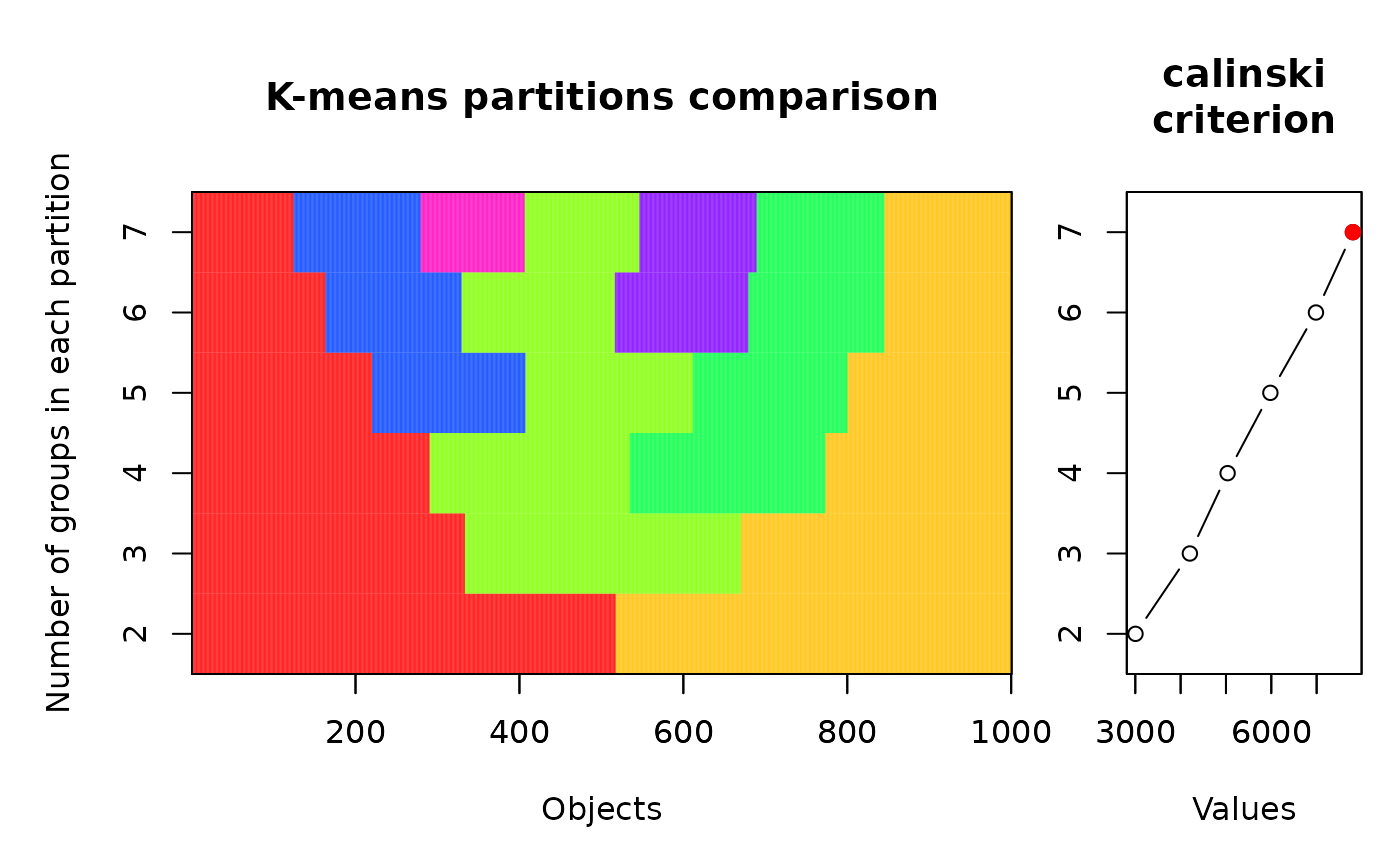 K-means partitions comparison
calinski
criterion
Number of groups in each partition
7
6
5
4
3
2
200 400 600 800 1000
Objects
7
6
5
4
3
2
3000 6000
Values